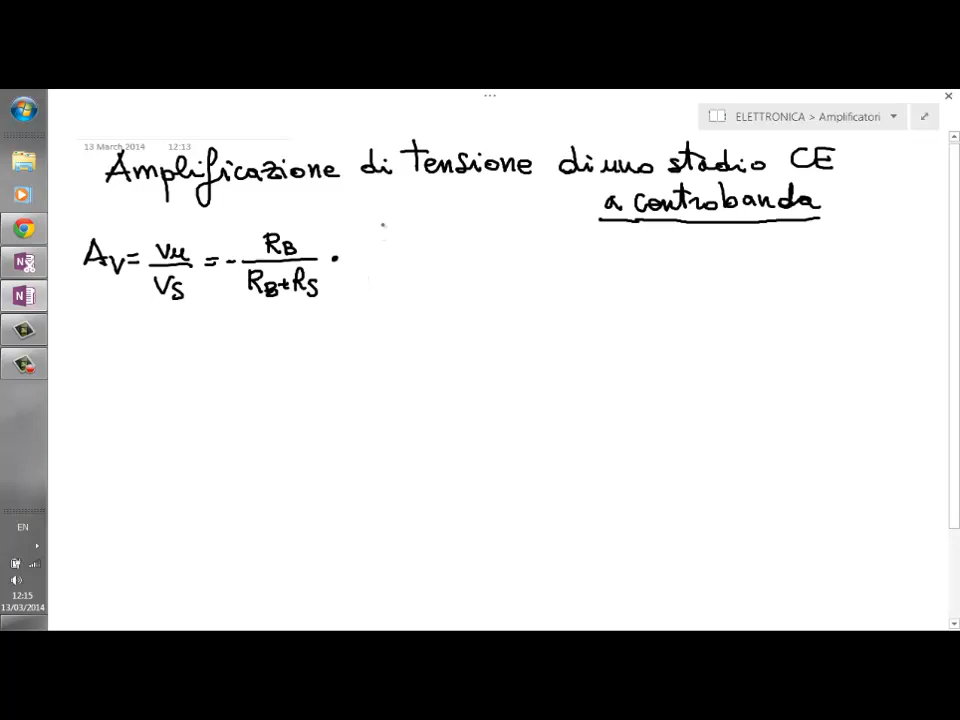 ELETTRONICA > Amplificatori
13 March 2014 12:13
Amplificazione di tensione di uno stadio CE
a controbanda
Av = vu / vs = - RB / RB+RS ·
EN
12:15
13/03/2014